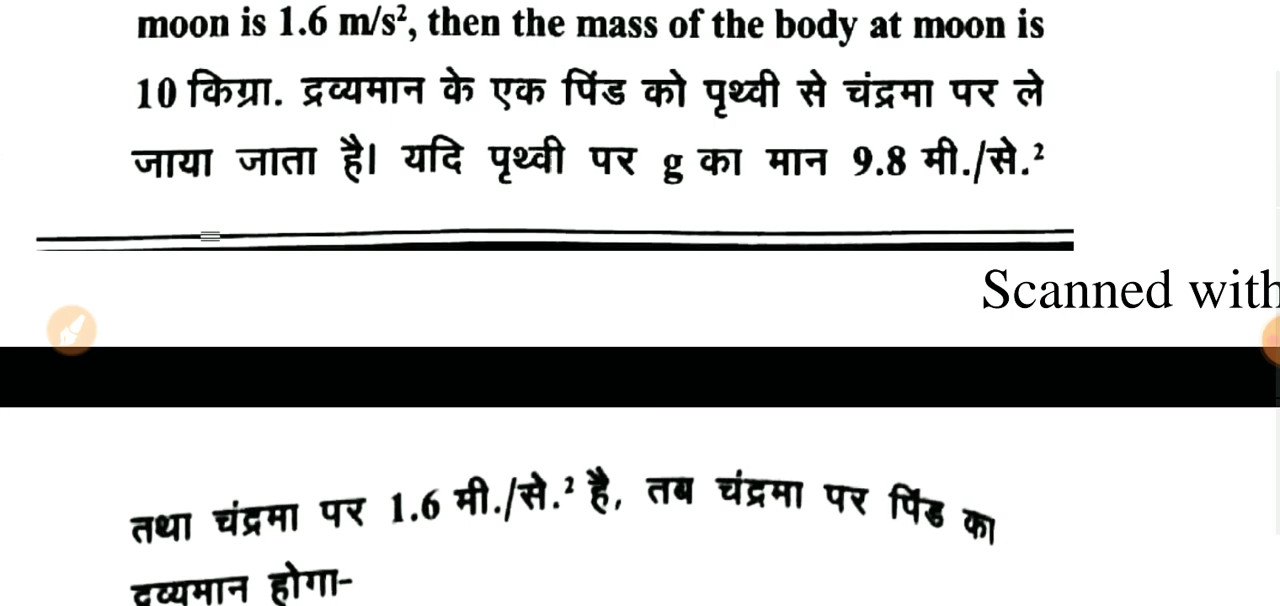 moon is 1.6 m/s², then the mass of the body at moon is
10 किग्रा. द्रव्यमान के एक पिंड को पृथ्वी से चंद्रमा पर ले
जाया जाता है। यदि पृथ्वी पर g का मान 9.8 मी./से.²
Scanned with
तथा चंद्रमा पर 1.6 मी./से.² है, तब चंद्रमा पर पिंड का
द्रव्यमान होगा-